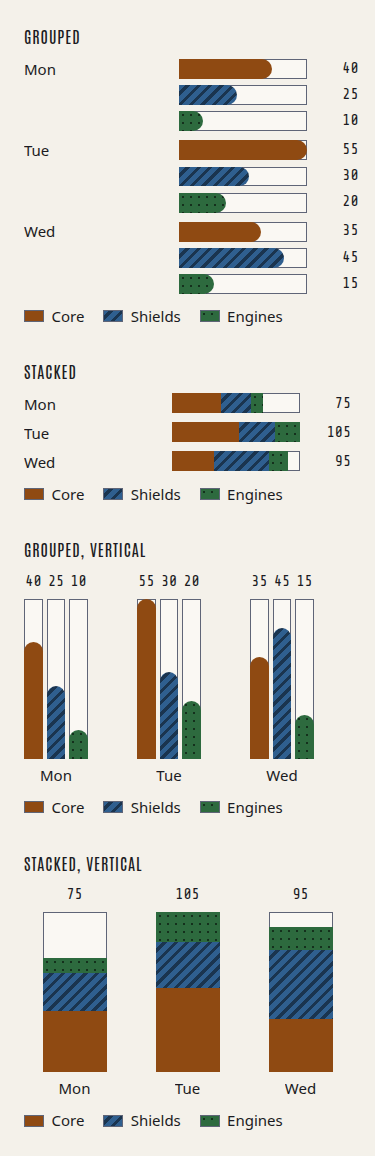 GROUPED
Mon 40
25
10
Tue 55
30
20
Wed 35
45
15
Core Shields Engines
STACKED
Mon 75
Tue 105
Wed 95
Core Shields Engines
GROUPED, VERTICAL
40 25 10 55 30 20 35 45 15
Mon Tue Wed
Core Shields Engines
STACKED, VERTICAL
75 105 95
Mon Tue Wed
Core Shields Engines